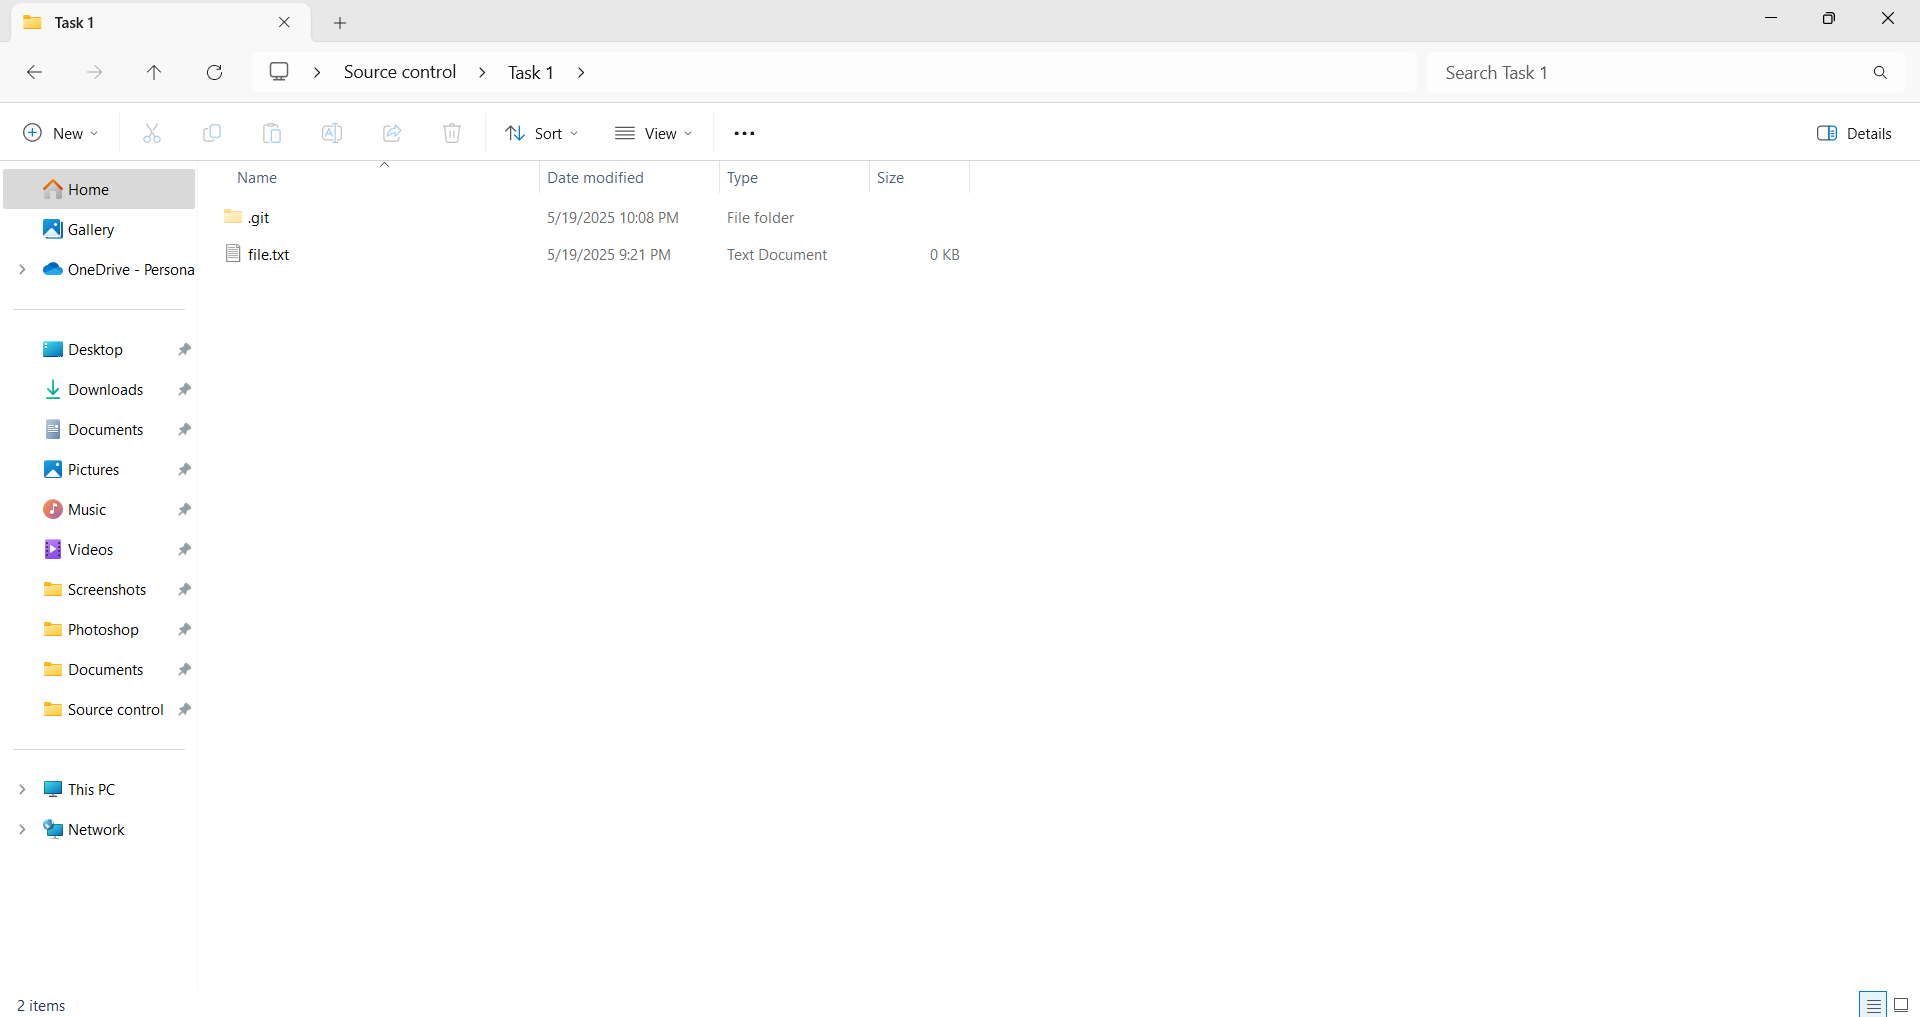 Task 1
Source control > Task 1 >
Search Task 1
New
Sort
View
Details
Name Date modified Type Size
.git 5/19/2025 10:08 PM File folder
file.txt 5/19/2025 9:21 PM Text Document 0 KB
Home
Gallery
OneDrive - Persona
Desktop
Downloads
Documents
Pictures
Music
Videos
Screenshots
Photoshop
Documents
Source control
This PC
Network
2 items